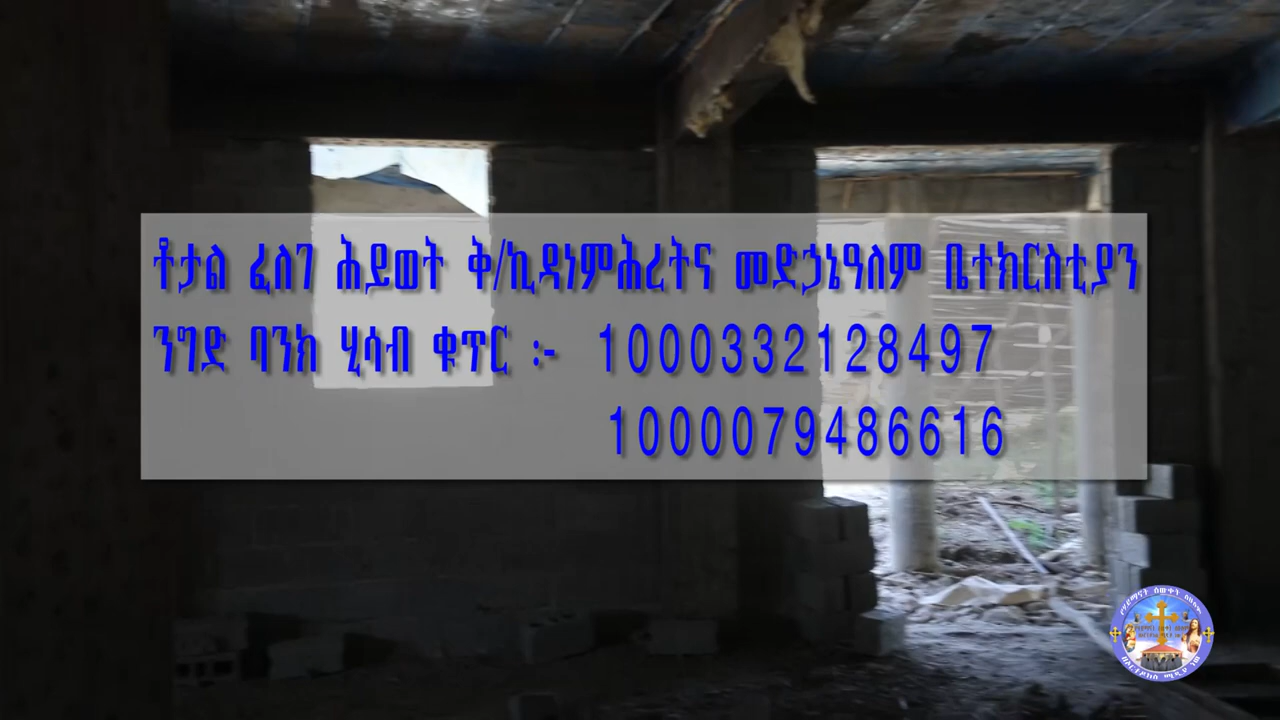 ቶታል ፈለገ ሕይወት ቅ/ኪዳነምሕረትና መድኃኔዓለም ቤተክርስቲያን
ንግድ ባንክ ሂሳብ ቁጥር ፦ 1000332128497
1000079486616